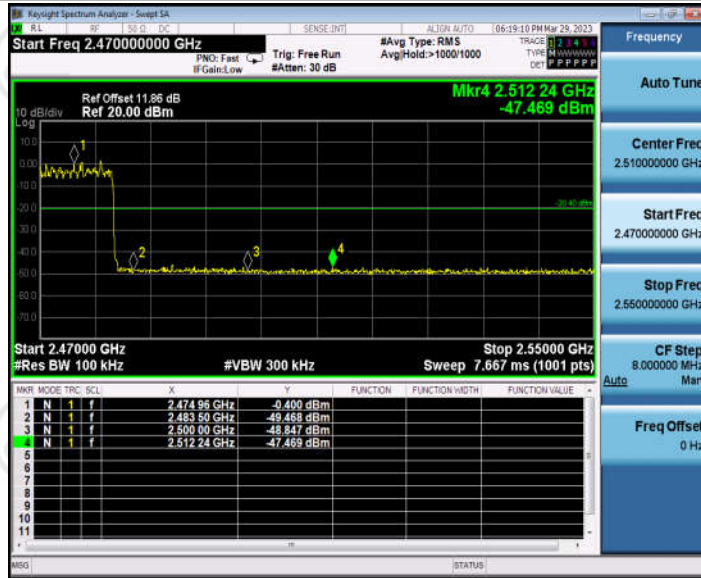 Keysight Spectrum Analyzer - Swept SA
RL RF 50 Ω DC SENSE:INT ALIGN AUTO 06:19:10 PM Mar 29, 2023
Start Freq 2.470000000 GHz
PNO: Fast
IFGain:Low
Trig: Free Run
#Atten: 30 dB
#Avg Type: RMS
Avg|Hold:>1000/1000
TRACE 1 2 3 4 5 6
TYPE M WWWWW
DET P P P P P P
Ref Offset 11.86 dB
10 dB/div Ref 20.00 dBm
Log
Mkr4 2.512 24 GHz
-47.469 dBm
10.0
0.00
-10.0
-20.0
-30.0
-40.0
-50.0
-60.0
-70.0
1
2
3
4
-20.40 dBm
Start 2.47000 GHz Stop 2.55000 GHz
#Res BW 100 kHz #VBW 300 kHz Sweep 7.667 ms (1001 pts)
MKR MODE TRC SCL X Y FUNCTION FUNCTION WIDTH FUNCTION VALUE
1 N 1 f 2.474 96 GHz -0.400 dBm
2 N 1 f 2.483 50 GHz -49.468 dBm
3 N 1 f 2.500 00 GHz -48.847 dBm
4 N 1 f 2.512 24 GHz -47.469 dBm
5
6
7
8
9
10
11
MSG STATUS
Frequency
Auto Tune
Center Freq
2.510000000 GHz
Start Freq
2.470000000 GHz
Stop Freq
2.550000000 GHz
CF Step
8.000000 MHz
Auto Man
Freq Offset
0 Hz